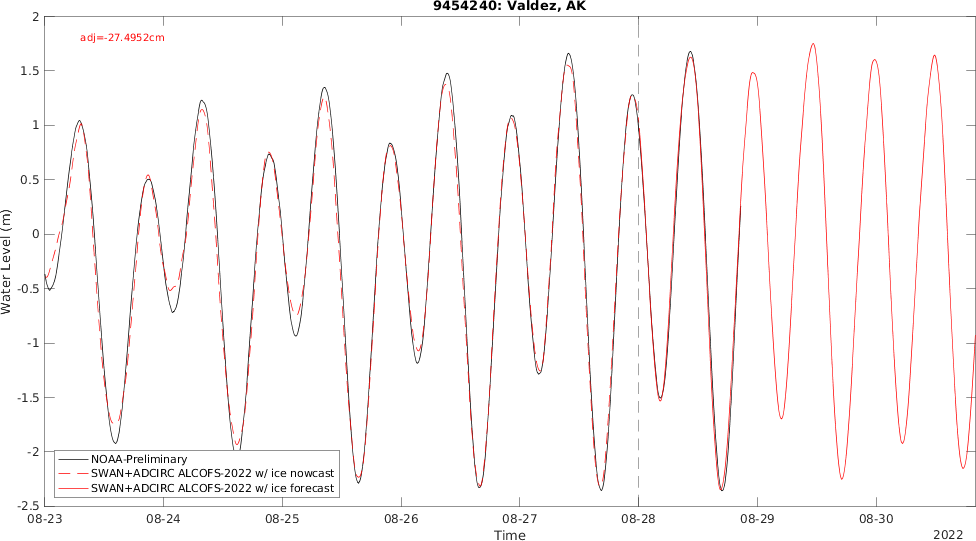 9454240: Valdez, AK
adj=-27.4952cm
Water Level (m)
2
1.5
1
0.5
0
-0.5
-1
-1.5
-2
-2.5
NOAA-Preliminary
SWAN+ADCIRC ALCOFS-2022 w/ ice nowcast
SWAN+ADCIRC ALCOFS-2022 w/ ice forecast
08-23 08-24 08-25 08-26 08-27 08-28 08-29 08-30
Time
2022